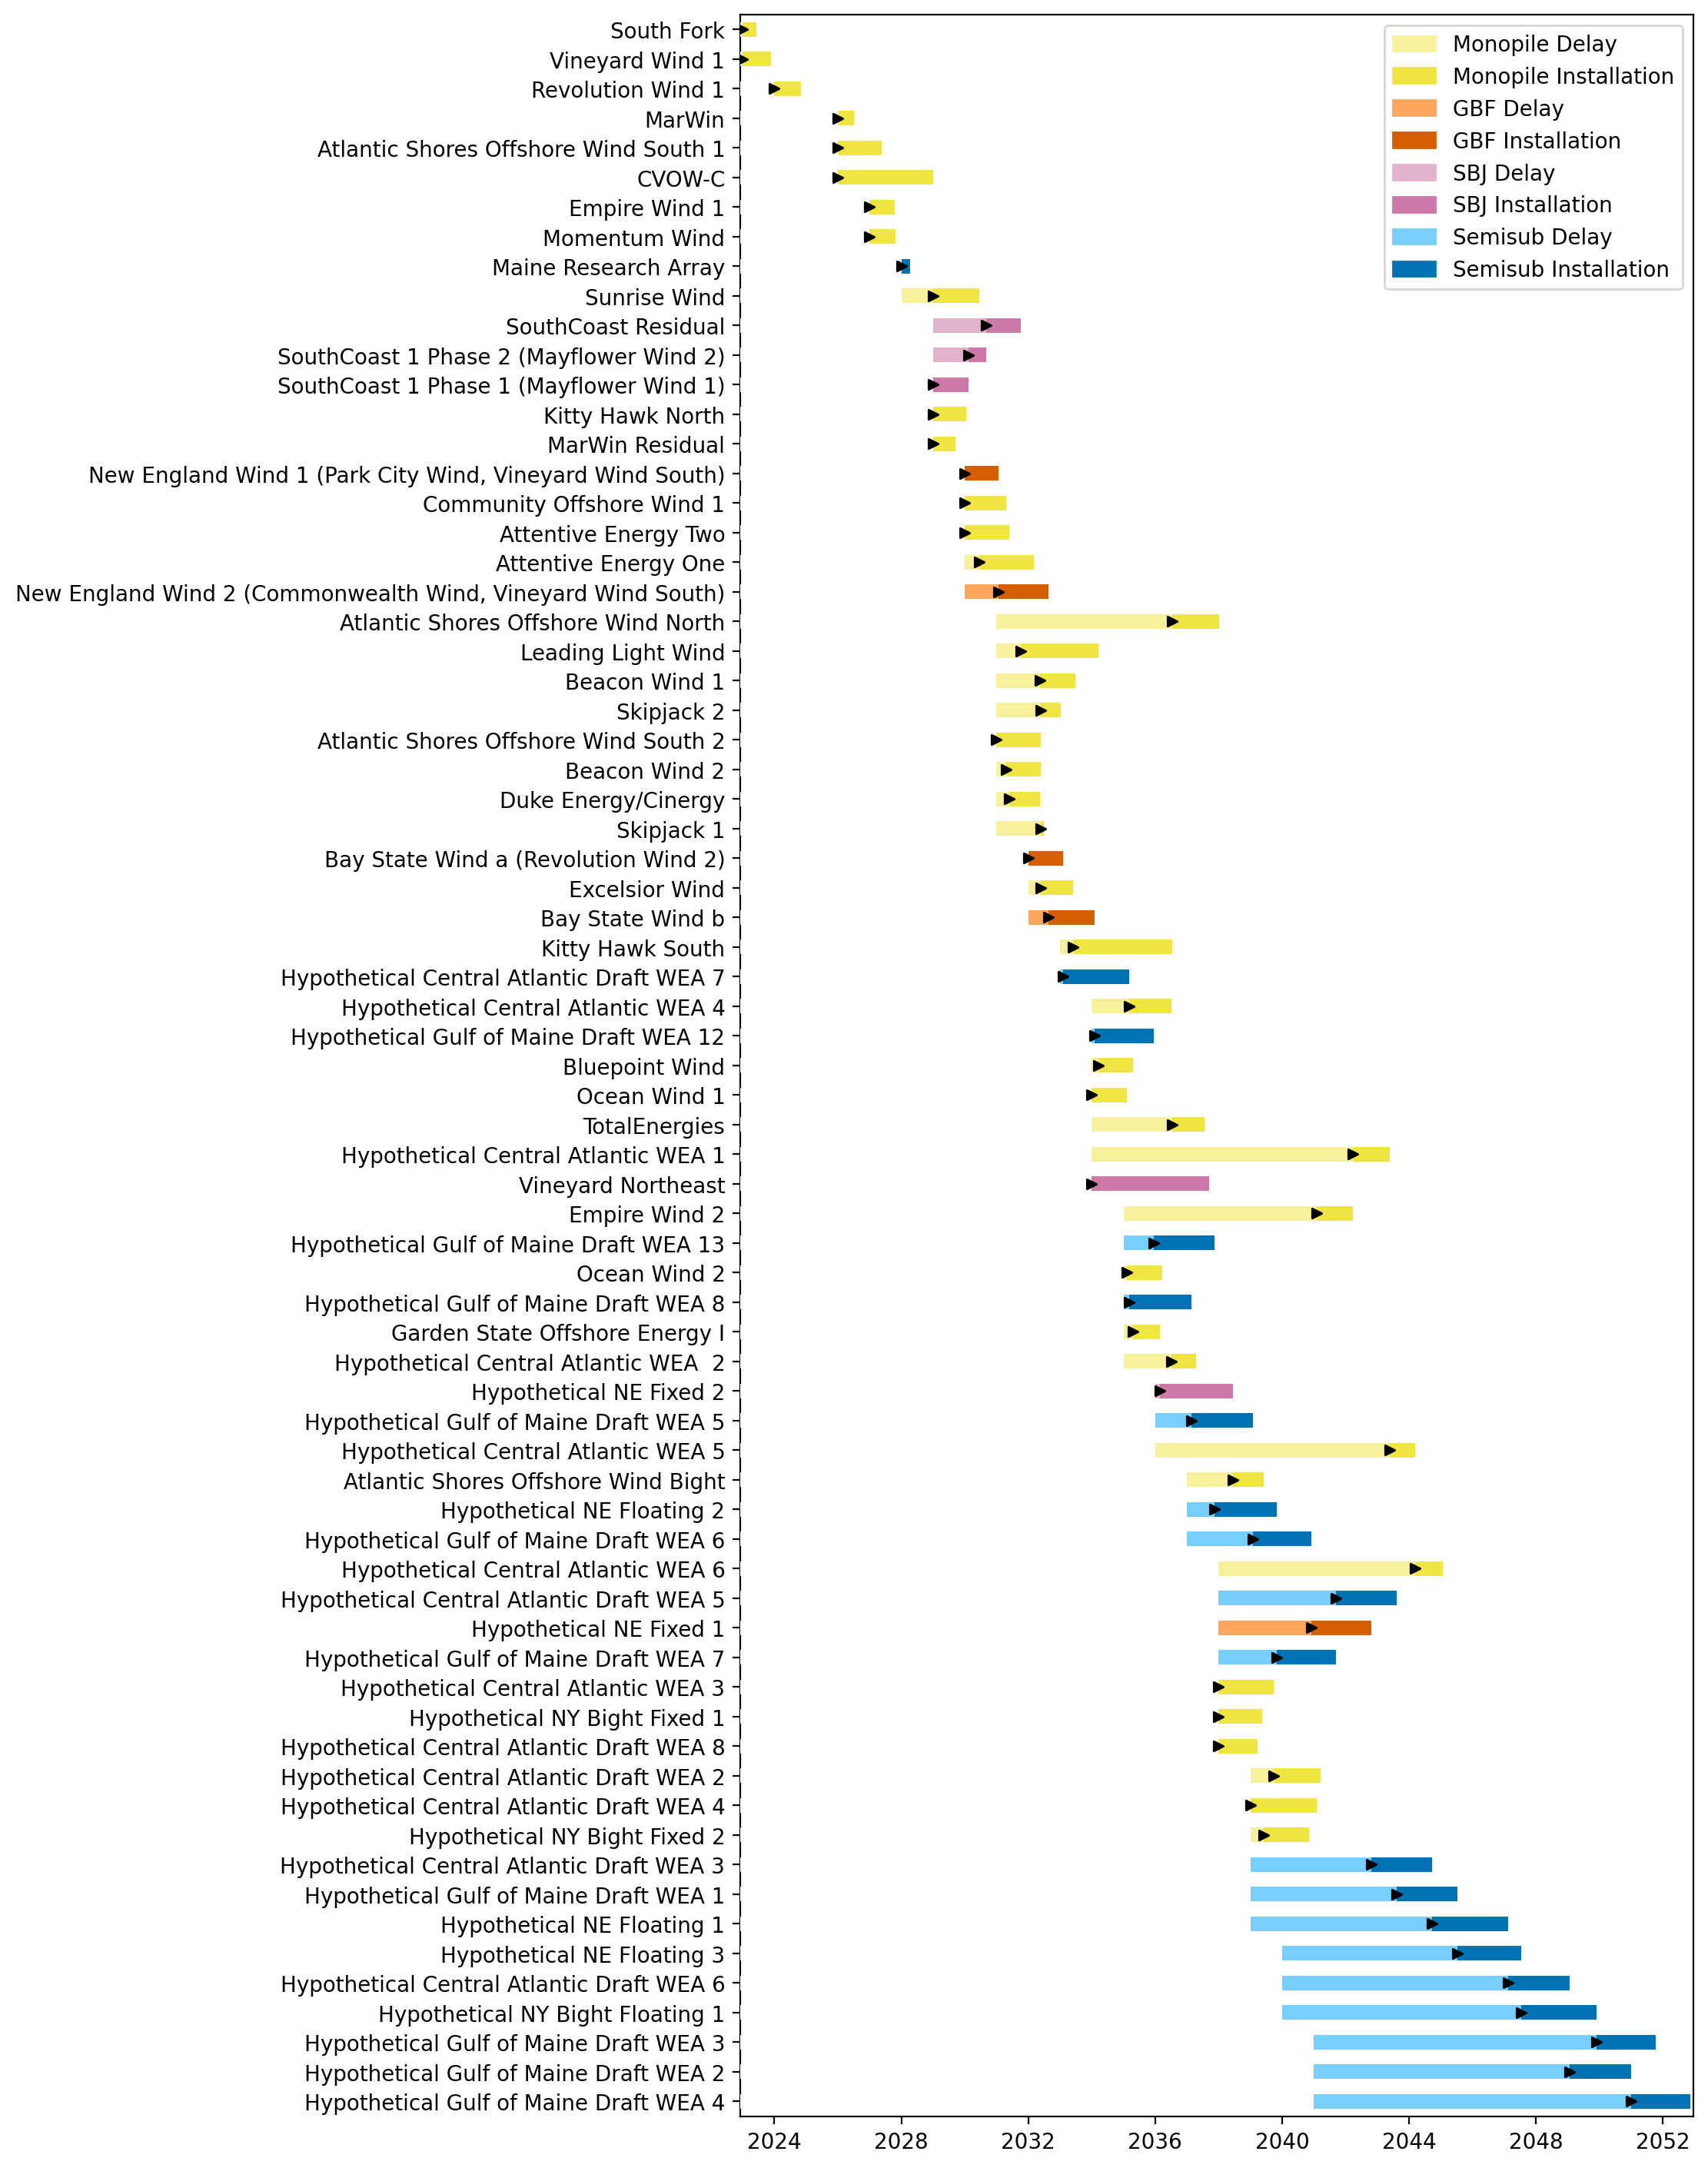 South Fork
Vineyard Wind 1
Revolution Wind 1
MarWin
Atlantic Shores Offshore Wind South 1
CVOW-C
Empire Wind 1
Momentum Wind
Maine Research Array
Sunrise Wind
SouthCoast Residual
SouthCoast 1 Phase 2 (Mayflower Wind 2)
SouthCoast 1 Phase 1 (Mayflower Wind 1)
Kitty Hawk North
MarWin Residual
New England Wind 1 (Park City Wind, Vineyard Wind South)
Community Offshore Wind 1
Attentive Energy Two
Attentive Energy One
New England Wind 2 (Commonwealth Wind, Vineyard Wind South)
Atlantic Shores Offshore Wind North
Leading Light Wind
Beacon Wind 1
Skipjack 2
Atlantic Shores Offshore Wind South 2
Beacon Wind 2
Duke Energy/Cinergy
Skipjack 1
Bay State Wind a (Revolution Wind 2)
Excelsior Wind
Bay State Wind b
Kitty Hawk South
Hypothetical Central Atlantic Draft WEA 7
Hypothetical Central Atlantic WEA 4
Hypothetical Gulf of Maine Draft WEA 12
Bluepoint Wind
Ocean Wind 1
TotalEnergies
Hypothetical Central Atlantic WEA 1
Vineyard Northeast
Empire Wind 2
Hypothetical Gulf of Maine Draft WEA 13
Ocean Wind 2
Hypothetical Gulf of Maine Draft WEA 8
Garden State Offshore Energy I
Hypothetical Central Atlantic WEA  2
Hypothetical NE Fixed 2
Hypothetical Gulf of Maine Draft WEA 5
Hypothetical Central Atlantic WEA 5
Atlantic Shores Offshore Wind Bight
Hypothetical NE Floating 2
Hypothetical Gulf of Maine Draft WEA 6
Hypothetical Central Atlantic WEA 6
Hypothetical Central Atlantic Draft WEA 5
Hypothetical NE Fixed 1
Hypothetical Gulf of Maine Draft WEA 7
Hypothetical Central Atlantic WEA 3
Hypothetical NY Bight Fixed 1
Hypothetical Central Atlantic Draft WEA 8
Hypothetical Central Atlantic Draft WEA 2
Hypothetical Central Atlantic Draft WEA 4
Hypothetical NY Bight Fixed 2
Hypothetical Central Atlantic Draft WEA 3
Hypothetical Gulf of Maine Draft WEA 1
Hypothetical NE Floating 1
Hypothetical NE Floating 3
Hypothetical Central Atlantic Draft WEA 6
Hypothetical NY Bight Floating 1
Hypothetical Gulf of Maine Draft WEA 3
Hypothetical Gulf of Maine Draft WEA 2
Hypothetical Gulf of Maine Draft WEA 4
Monopile Delay
Monopile Installation
GBF Delay
GBF Installation
SBJ Delay
SBJ Installation
Semisub Delay
Semisub Installation
2024 2028 2032 2036 2040 2044 2048 2052